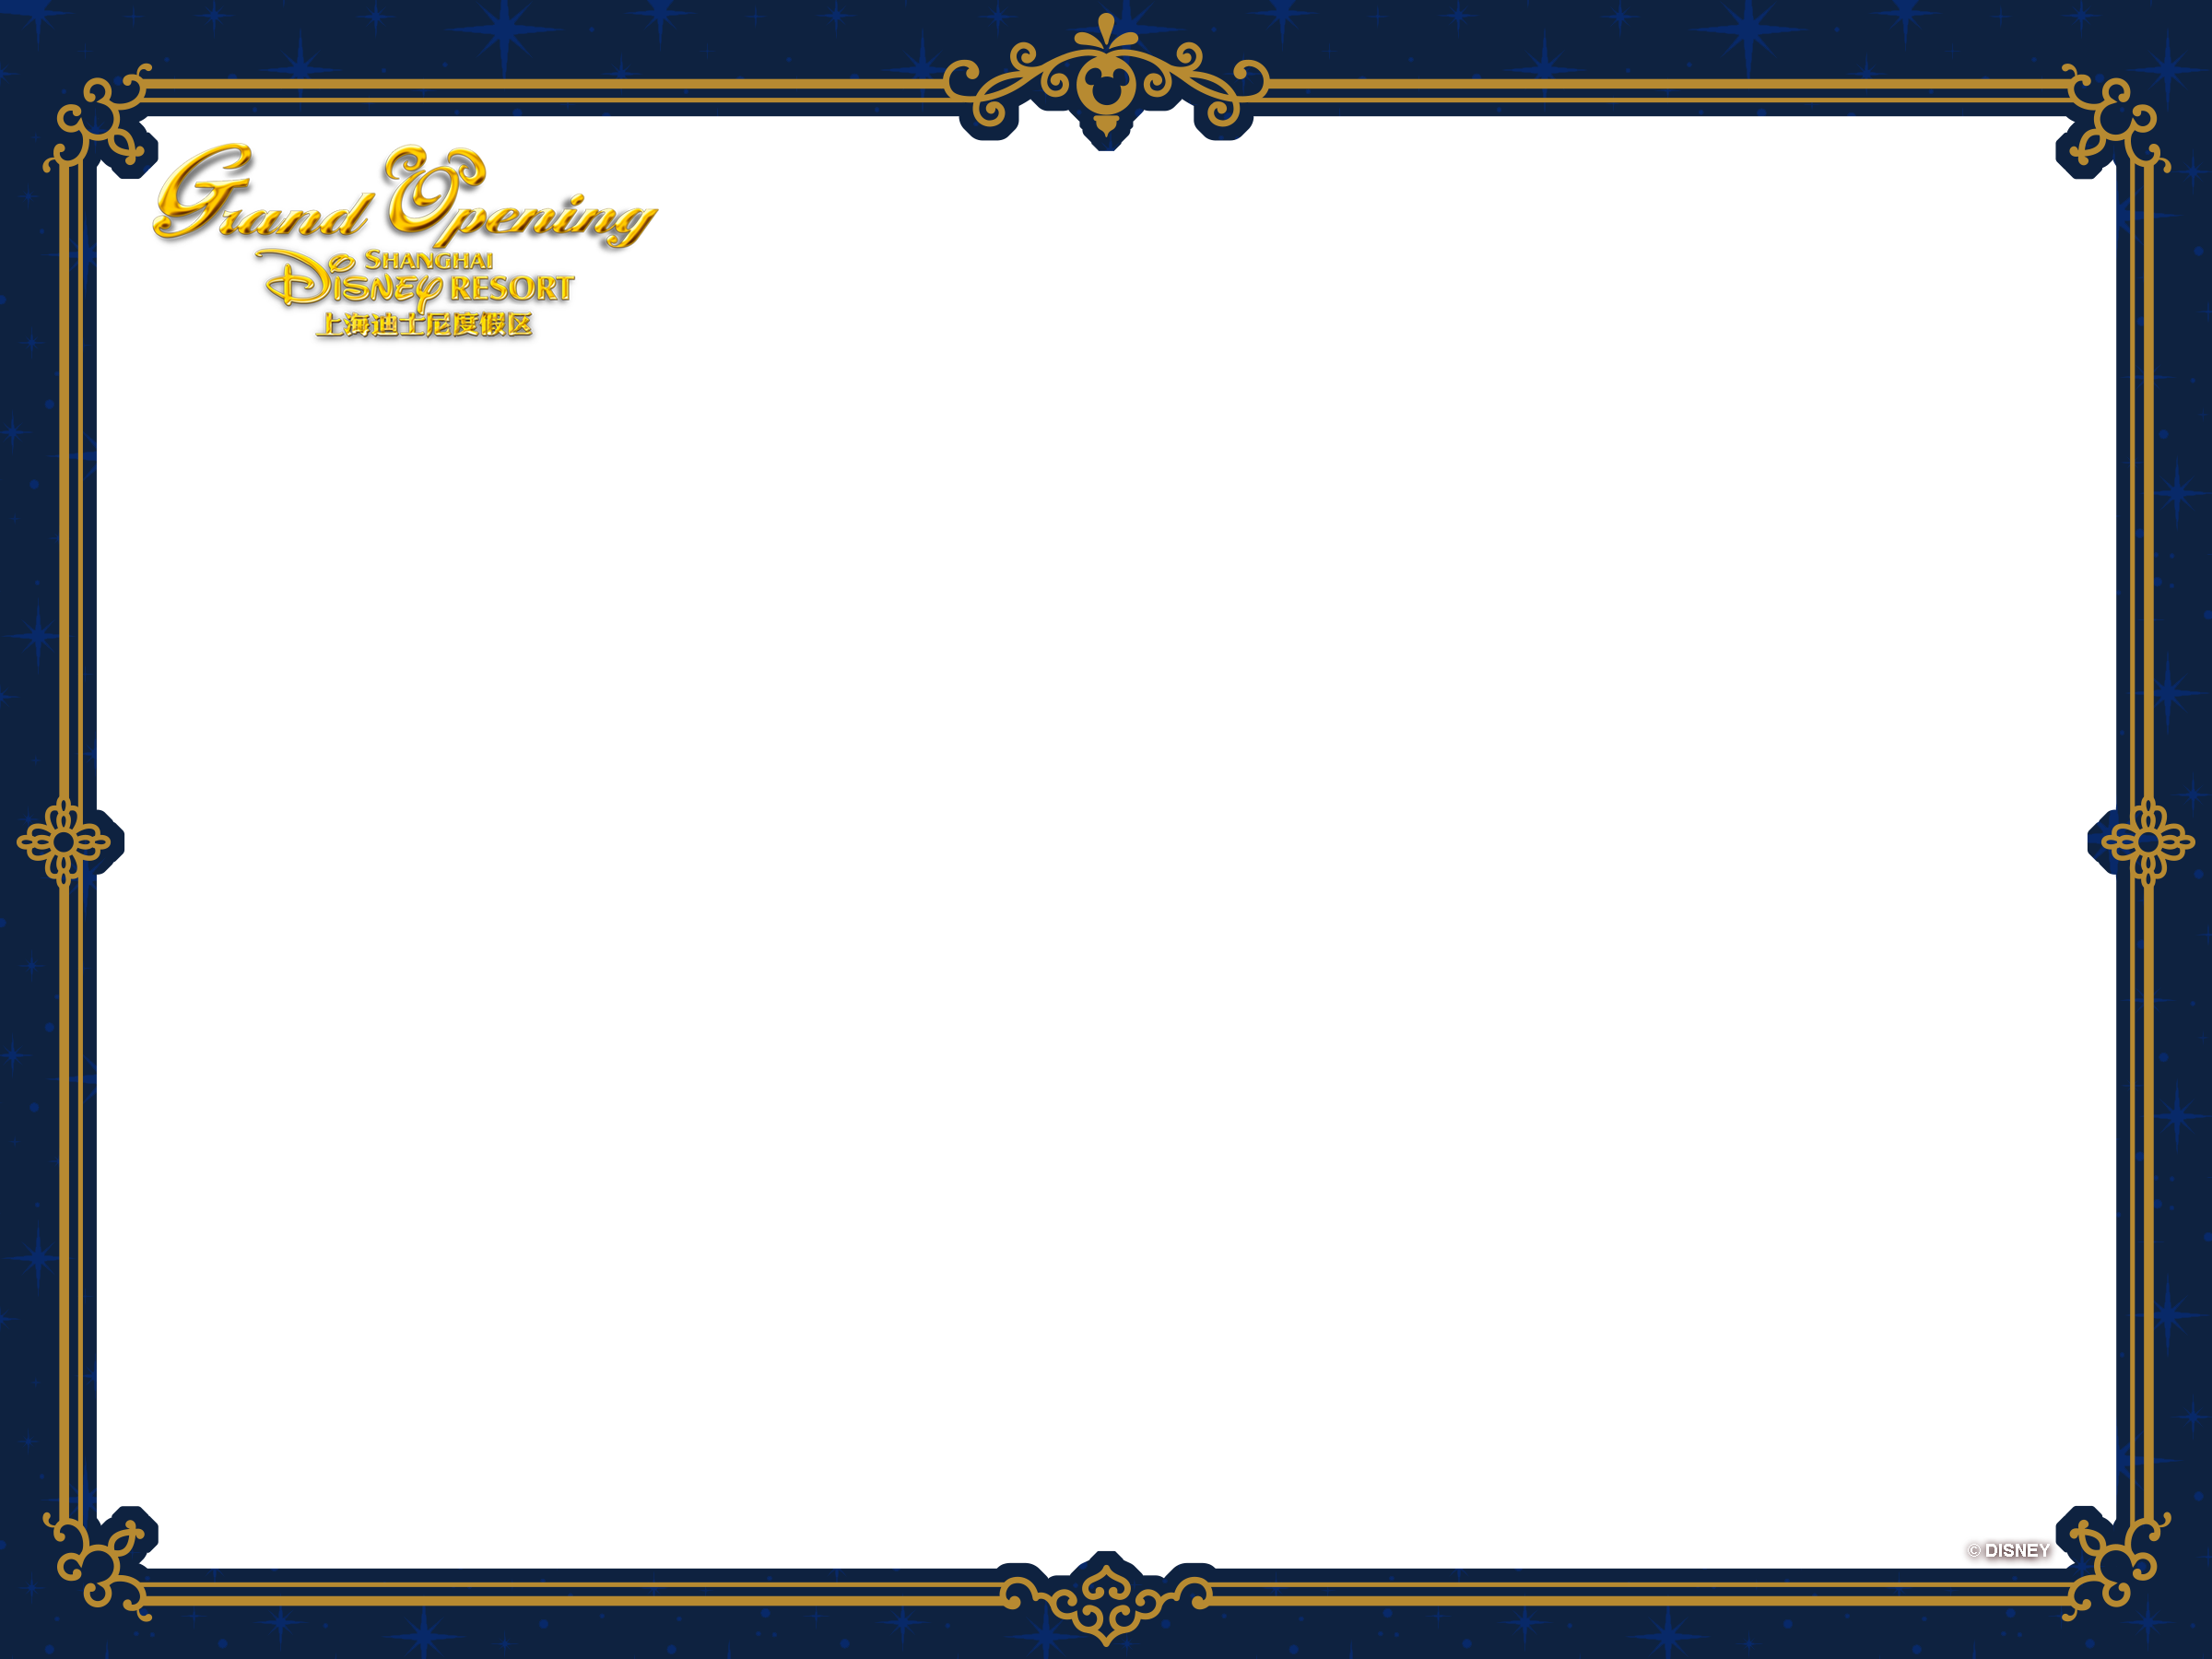 Grand Opening
SHANGHAI
DISNEY RESORT
上海迪士尼度假区
© DISNEY